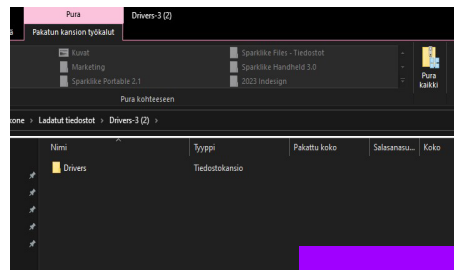 Pura
Drivers-3 (2)
ä
Pakatun kansion työkalut
Kuvat
Sparklike Files - Tiedostot
Marketing
Sparklike Handheld 3.0
Sparklike Portable 2.1
2023 Indesign
Pura
kaikki
Pura kohteeseen
cone › Ladatut tiedostot › Drivers-3 (2) ›
Nimi
Tyyppi
Pakattu koko
Salasanasu...
Koko
Drivers
Tiedostokansio